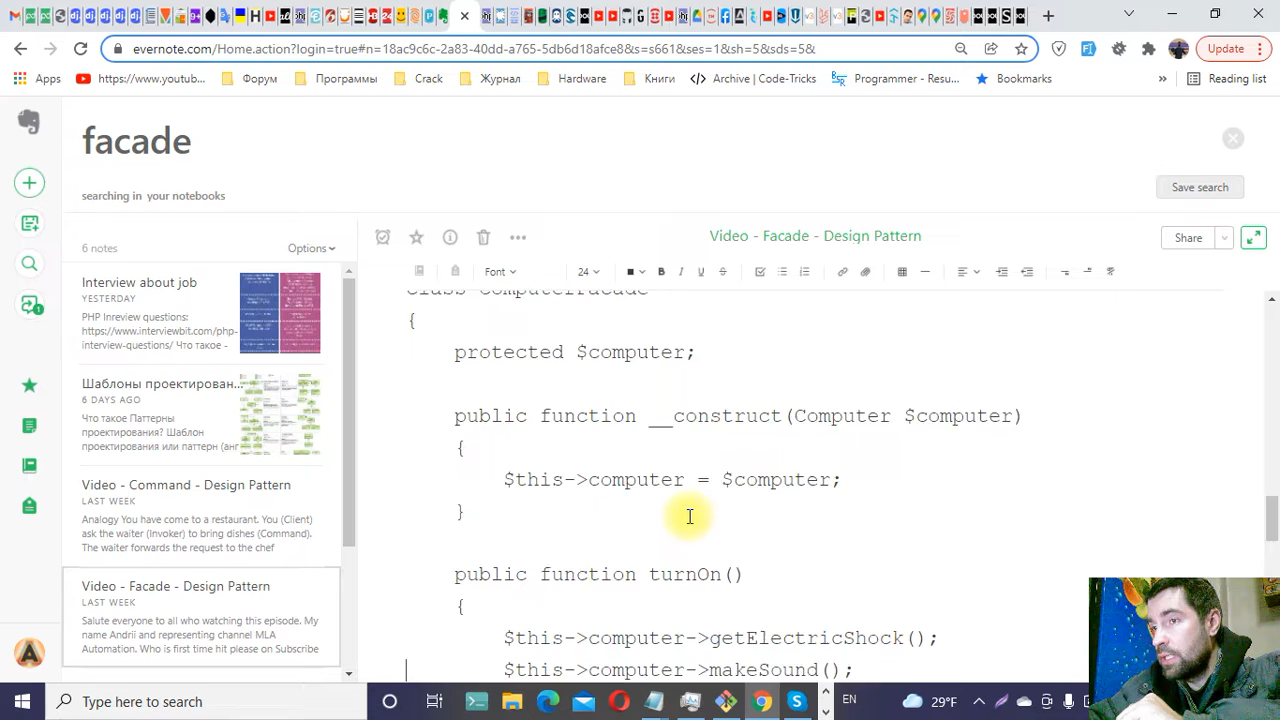 evernote.com/Home.action?login=true#n=18ac9c6c-2a83-40dd-a765-5db6d18afce8&s=s661&ses=1&sh=5&sds=5&
Update
Apps
https://www.youtub...
Форум
Программы
Crack
Журнал
Hardware
Книги
Archive | Code-Tricks
Programmer - Resu...
Bookmarks
»
Reading list
facade
searching in your notebooks
Save search
6 notes
Options
Video - Facade - Design Pattern
Share
Font
24
Interview about job
YESTERDAY
PHP Inreview questions:
https://www.interviewbit.com/php-
interview-questions/ Что такое -
Шаблоны проектирован...
6 DAYS AGO
Что такое Паттерны
проектирования? Шаблон
проектирования или паттерн (анг
Video - Command - Design Pattern
LAST WEEK
Analogy You have come to a restaurant. You (Client)
ask the waiter (Invoker) to bring dishes (Command).
The waiter forwards the request to the chef
Video - Facade - Design Pattern
LAST WEEK
Salute everyone to all who watching this episode. My
name Andrii and representing channel MLA
Automation. Who is first time hit please on Subscribe
class ComputerFacade
{
protected $computer;
public function __construct(Computer $computer)
{
$this->computer = $computer;
}
public function turnOn()
{
$this->computer->getElectricShock();
$this->computer->makeSound();
Type here to search
EN
29°F